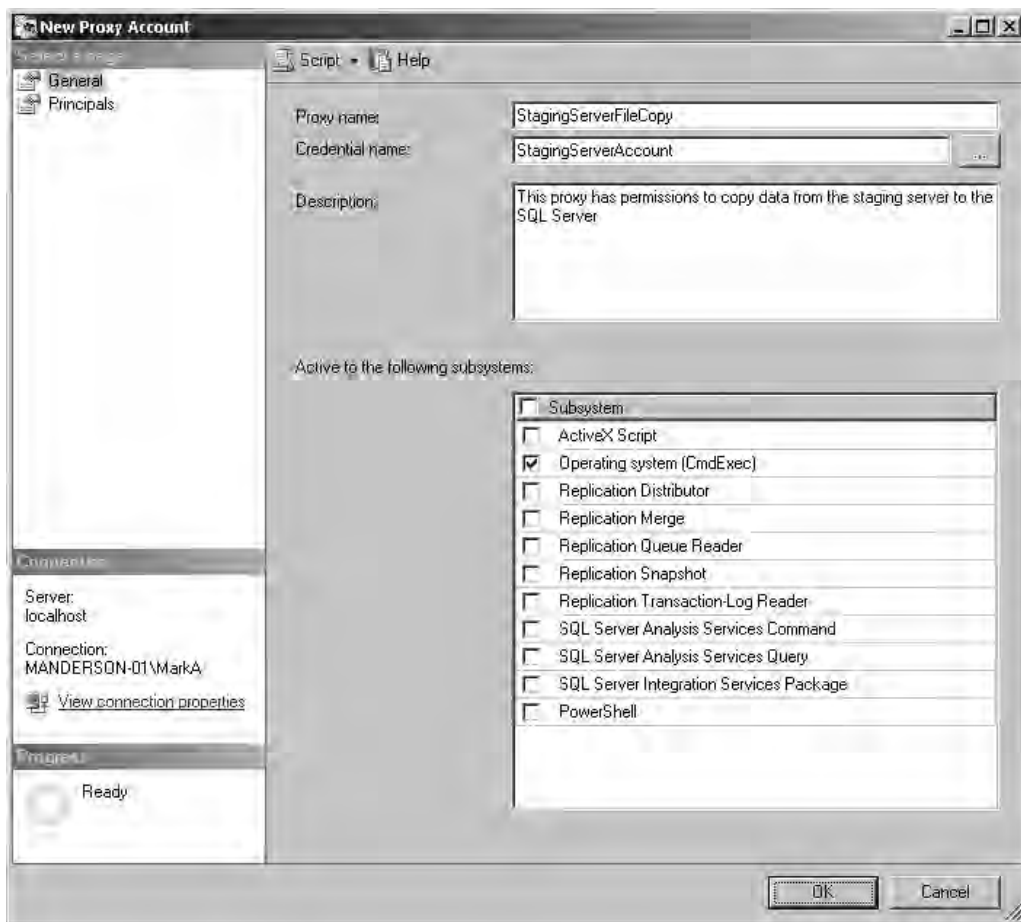 New Proxy Account
Select a page
General
Principals
Script
Help
Proxy name:
StagingServerFileCopy
Credential name:
StagingServerAccount
...
Description:
This proxy has permissions to copy data from the staging server to the
SQL Server
Active to the following subsystems:
Subsystem
ActiveX Script
Operating system (CmdExec)
Replication Distributor
Replication Merge
Replication Queue Reader
Replication Snapshot
Replication Transaction-Log Reader
SQL Server Analysis Services Command
SQL Server Analysis Services Query
SQL Server Integration Services Package
PowerShell
Connection
Server:
localhost
Connection:
MANDERSON-01\MarkA
View connection properties
Progress
Ready
OK
Cancel